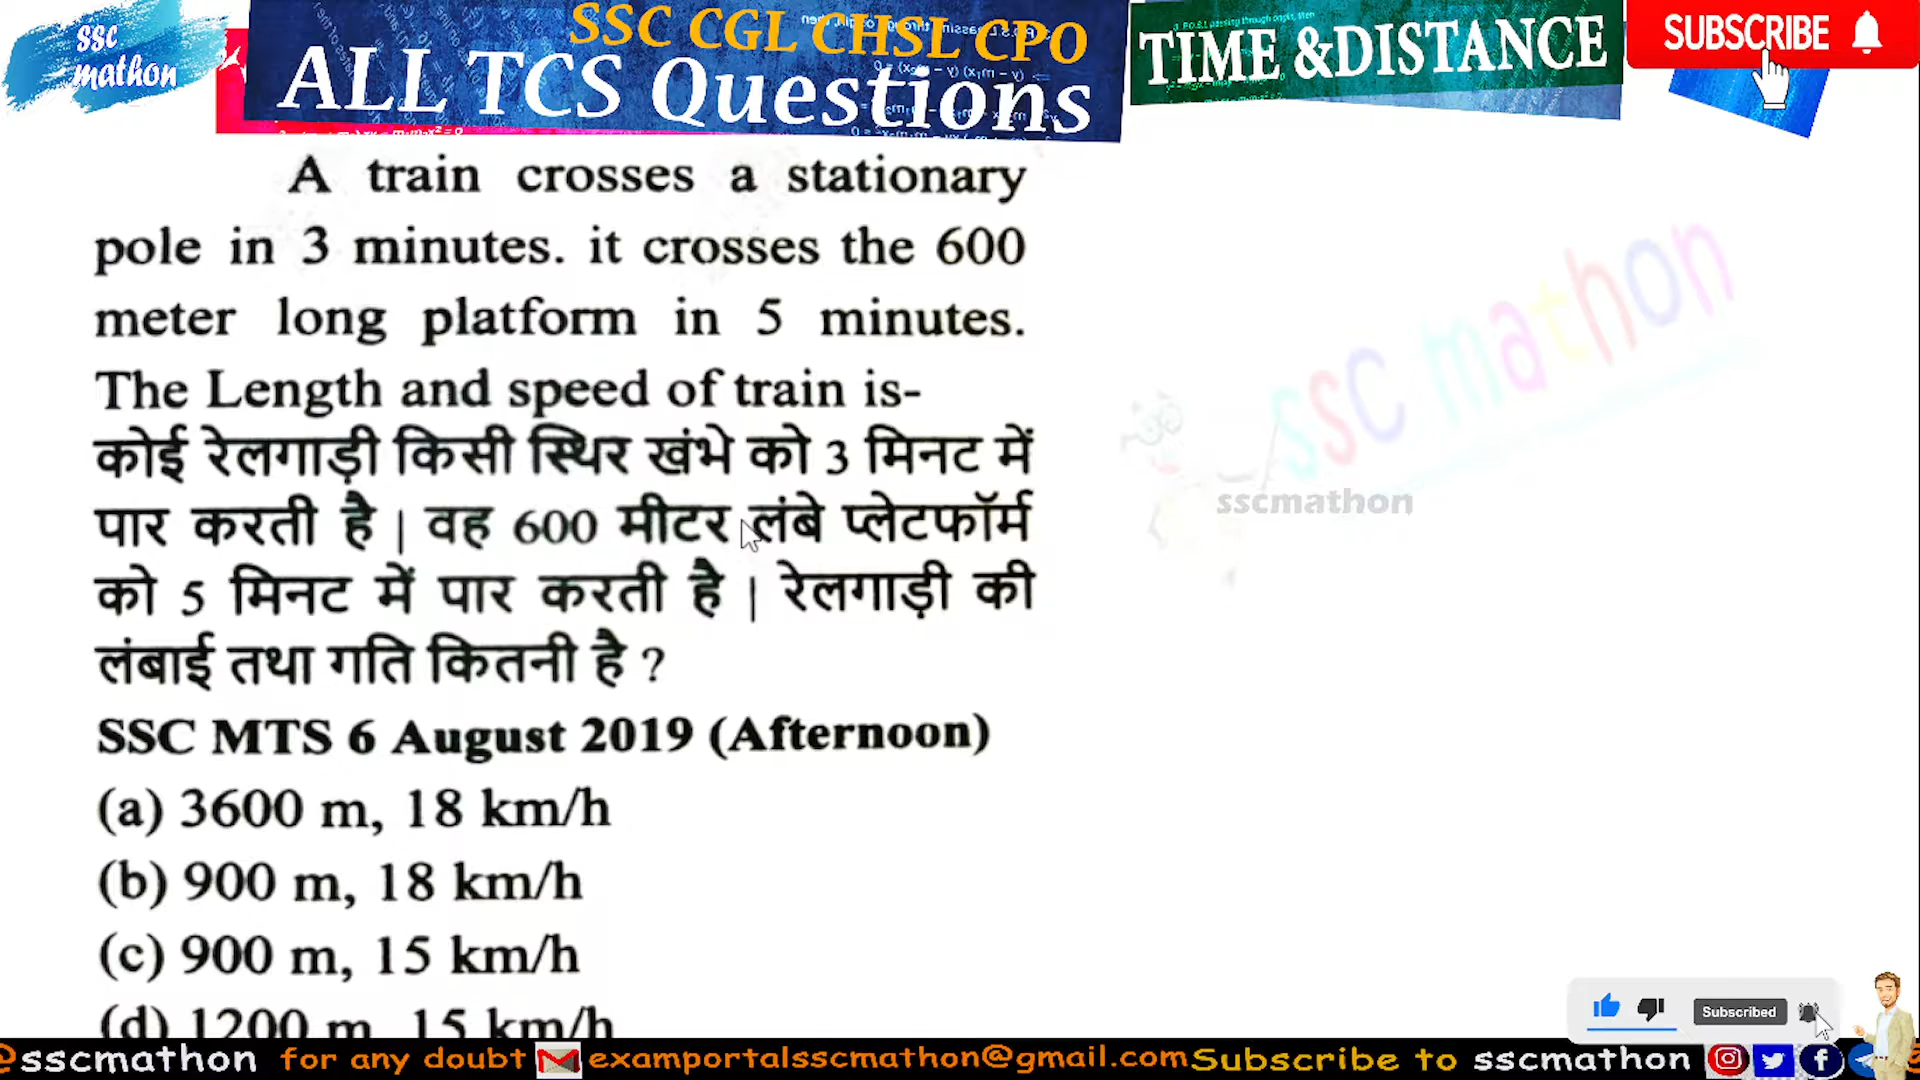 ssc
mathon
SSC CGL CHSL CPO
ALL TCS Questions
TIME &DISTANCE
SUBSCRIBE
A train crosses a stationary
pole in 3 minutes. it crosses the 600
meter long platform in 5 minutes.
The Length and speed of train is-
कोई रेलगाड़ी किसी स्थिर खंभे को 3 मिनट में
पार करती है | वह 600 मीटर लंबे प्लेटफॉर्म
को 5 मिनट में पार करती है | रेलगाड़ी की
लंबाई तथा गति कितनी है ?
SSC MTS 6 August 2019 (Afternoon)
(a) 3600 m, 18 km/h
(b) 900 m, 18 km/h
(c) 900 m, 15 km/h
(d) 1200 m, 15 km/h
ssc mathon
sscmathon
Subscribed
@sscmathon for any doubt examportalsscmathon@gmail.com Subscribe to sscmathon